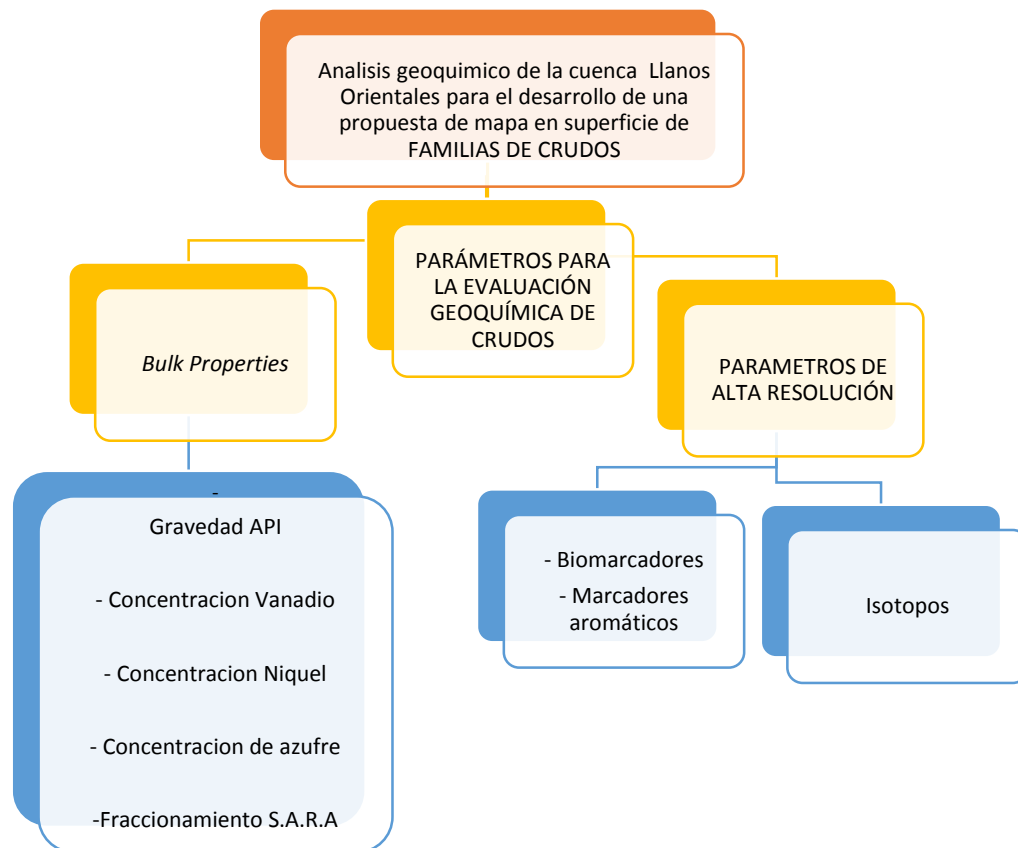 Analisis geoquimico de la cuenca Llanos
Orientales para el desarrollo de una
propuesta de mapa en superficie de
FAMILIAS DE CRUDOS
PARÁMETROS PARA
LA EVALUACIÓN
GEOQUÍMICA DE
CRUDOS
Bulk Properties
PARAMETROS DE
ALTA RESOLUCIÓN
-
Gravedad API
- Concentracion Vanadio
- Concentracion Niquel
- Concentracion de azufre
-Fraccionamiento S.A.R.A
- Biomarcadores
- Marcadores
aromáticos
Isotopos